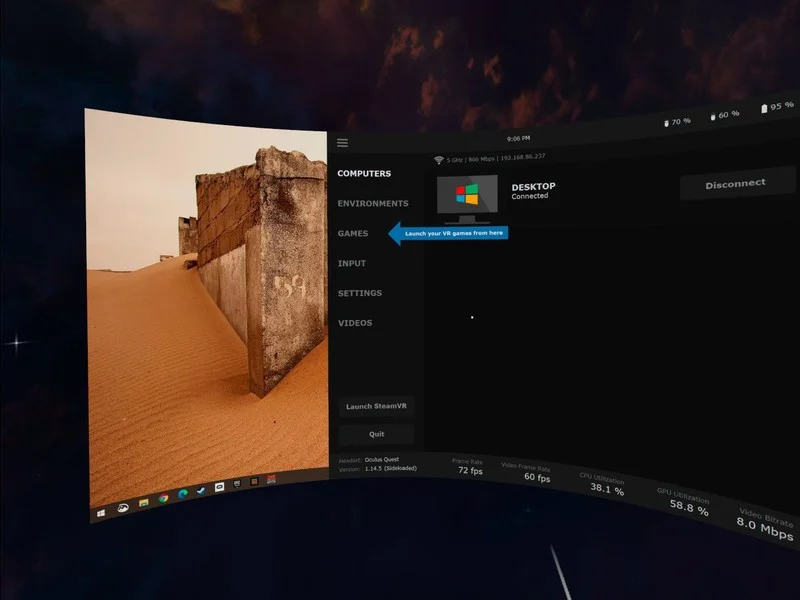 9:06 PM
70 %
60 %
95 %
5 GHz | 866 Mbps | 192.168.86.237
COMPUTERS
DESKTOP
Connected
Disconnect
ENVIRONMENTS
GAMES
Launch your VR games from here
INPUT
SETTINGS
VIDEOS
Launch SteamVR
Quit
Headset: Oculus Quest
Version: 1.14.5 (Sideloaded)
Frame Rate
72 fps
Video Frame Rate
60 fps
CPU Utilization
38.1 %
GPU Utilization
58.8 %
Video Bitrate
8.0 Mbps
59